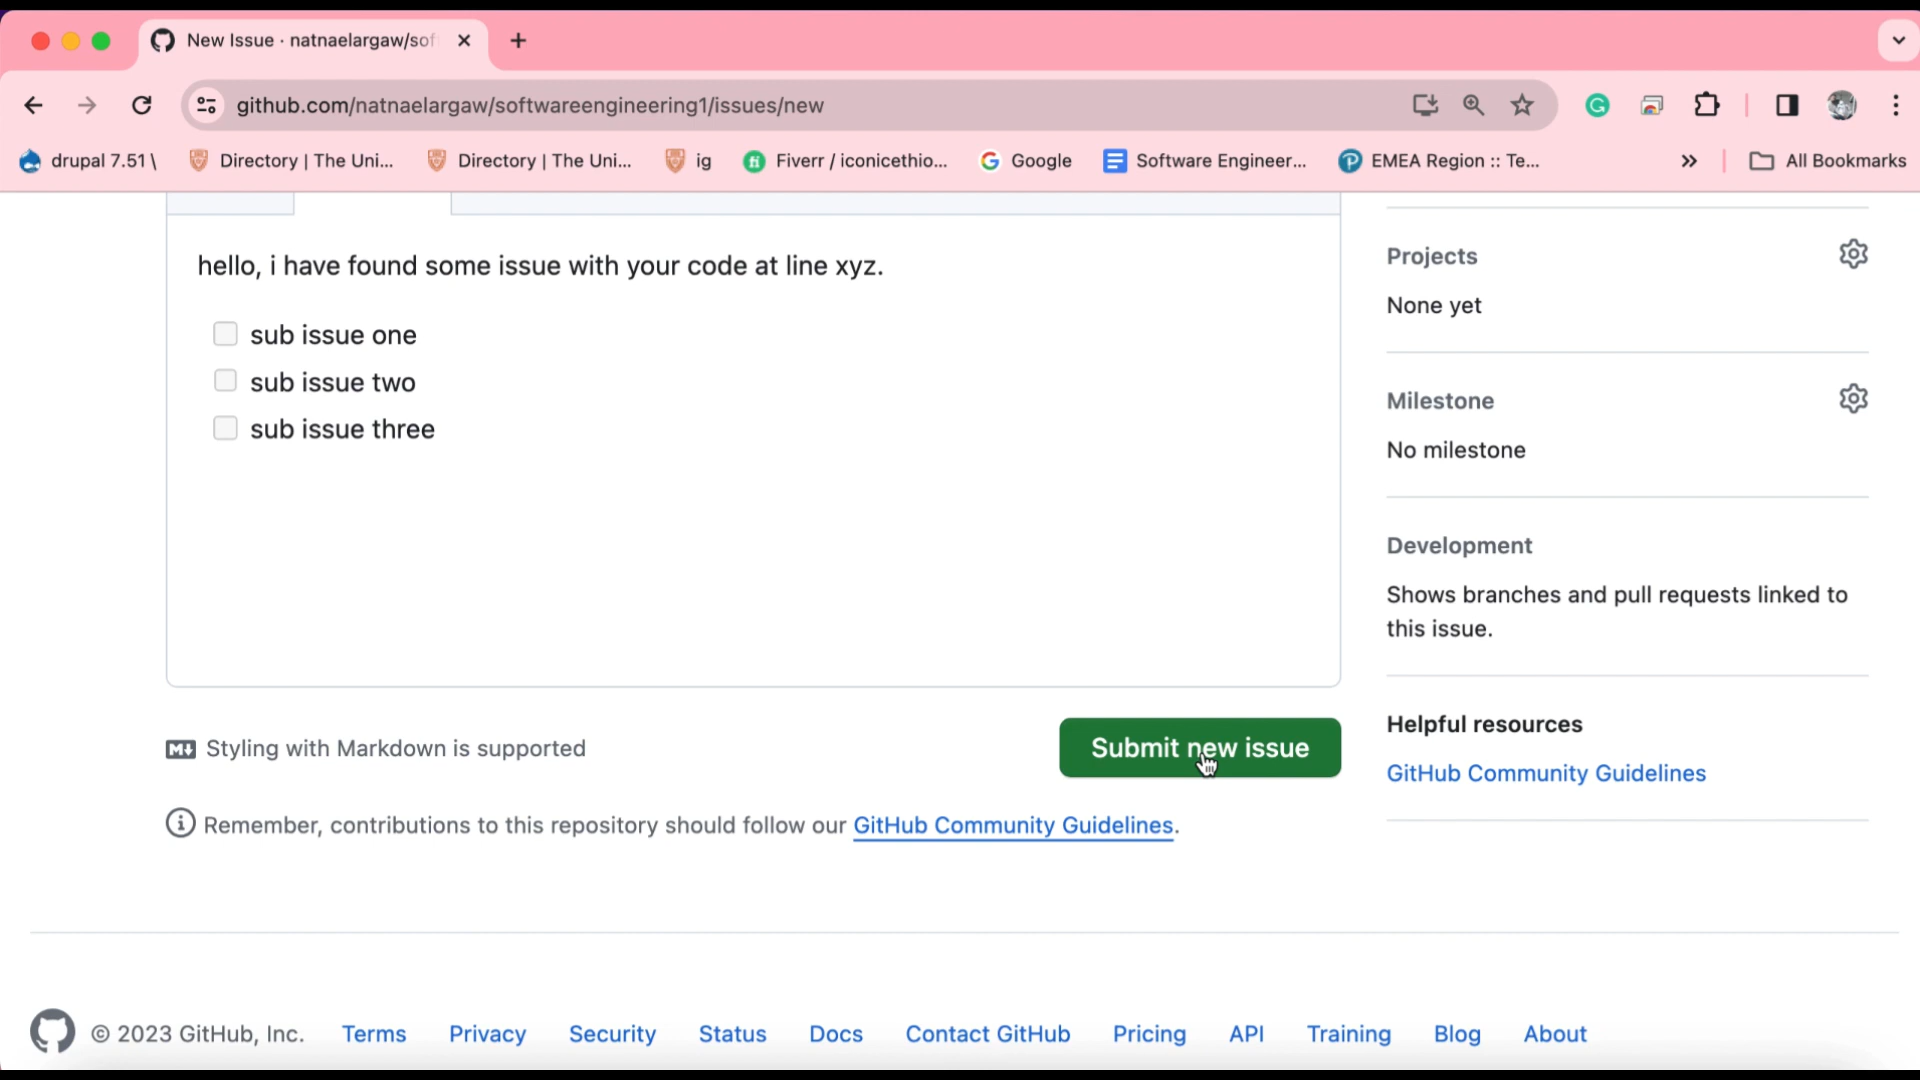 New Issue · natnaelargaw/sof
github.com/natnaelargaw/softwareengineering1/issues/new
drupal 7.51 \
Directory | The Uni...
Directory | The Uni...
ig
Fiverr / iconicethio...
Google
Software Engineer...
EMEA Region :: Te...
All Bookmarks
hello, i have found some issue with your code at line xyz.
sub issue one
sub issue two
sub issue three
Styling with Markdown is supported
Submit new issue
Remember, contributions to this repository should follow our GitHub Community Guidelines.
Projects
None yet
Milestone
No milestone
Development
Shows branches and pull requests linked to
this issue.
Helpful resources
GitHub Community Guidelines
© 2023 GitHub, Inc.
Terms
Privacy
Security
Status
Docs
Contact GitHub
Pricing
API
Training
Blog
About